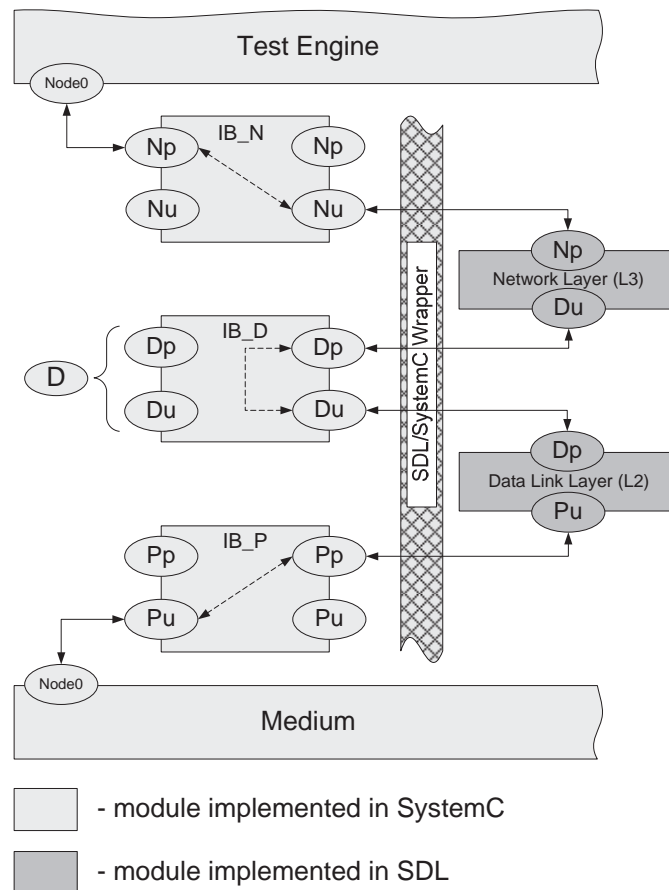 Test Engine
Node0
IB_N
Np
Np
Nu
Nu
Np
Network Layer (L3)
Du
IB_D
Dp
Dp
D
Du
Du
SDL/SystemC Wrapper
Dp
Data Link Layer (L2)
Pu
IB_P
Pp
Pp
Pu
Pu
Node0
Medium
- module implemented in SystemC
- module implemented in SDL